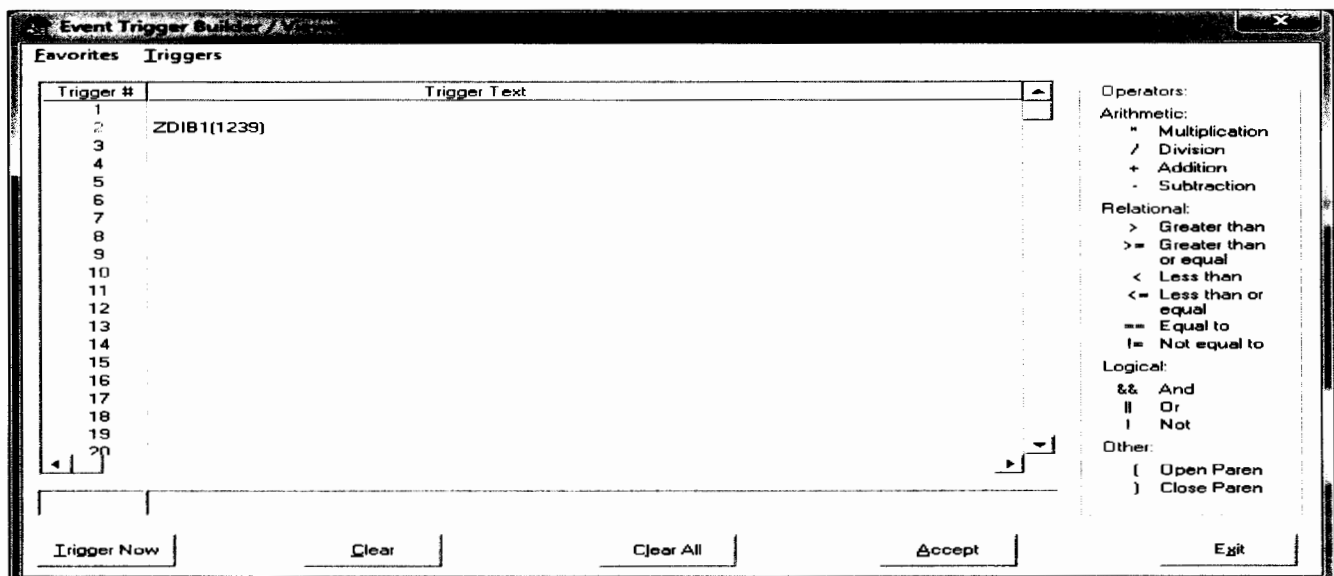 Event Trigger Builder /
Favorites Triggers
Trigger # Trigger Text
1
2 ZDIB1(1239)
3
4
5
6
7
8
9
10
11
12
13
14
15
16
17
18
19
20
Operators:
Arithmetic:
* Multiplication
/ Division
+ Addition
- Subtraction
Relational:
> Greater than
>= Greater than
or equal
< Less than
<= Less than or
equal
== Equal to
!= Not equal to
Logical:
&& And
|| Or
! Not
Other:
( Open Paren
) Close Paren
Trigger Now Clear Clear All Accept Exit